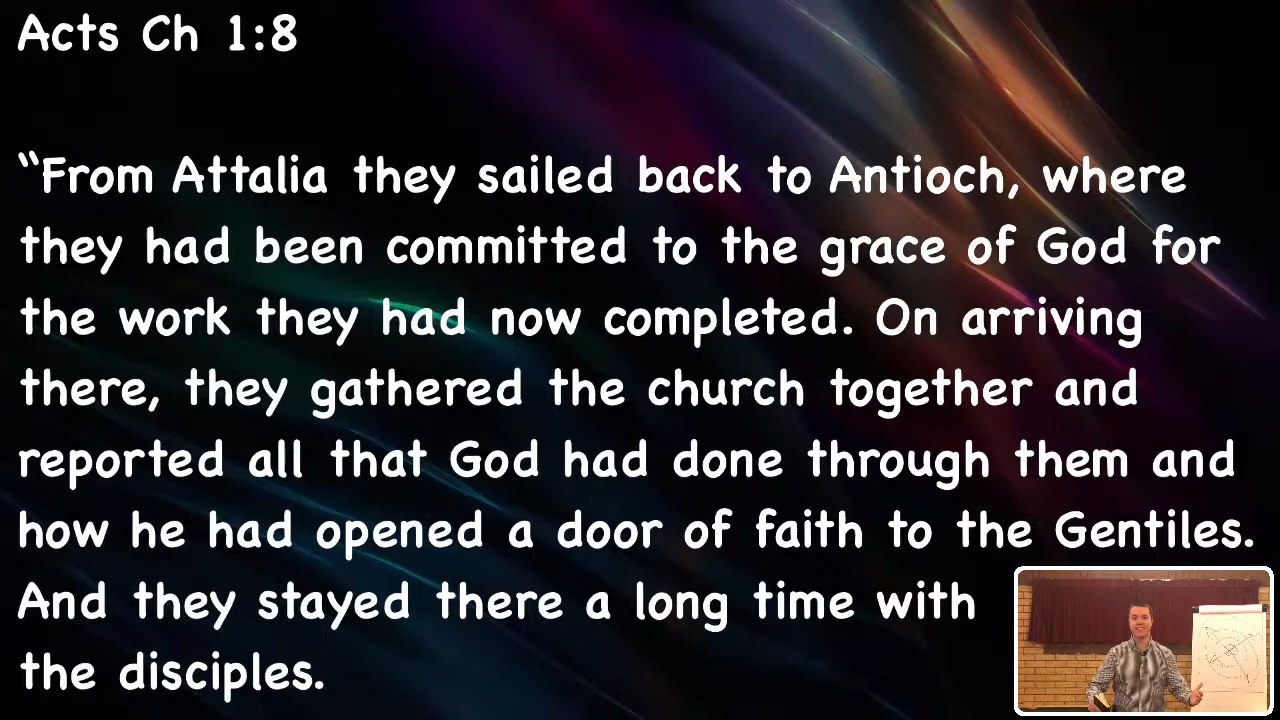 Acts Ch 1:8
“From Attalia they sailed back to Antioch, where
they had been committed to the grace of God for
the work they had now completed. On arriving
there, they gathered the church together and
reported all that God had done through them and
how he had opened a door of faith to the Gentiles.
And they stayed there a long time with
the disciples.